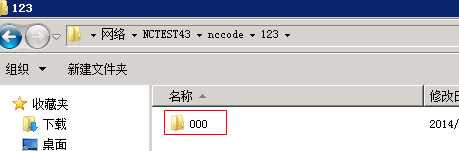 123
网络 ▸ NCTEST43 ▸ nccode ▸ 123 ▸
组织 新建文件夹
收藏夹
下载
桌面
名称 修改日
000 2014/